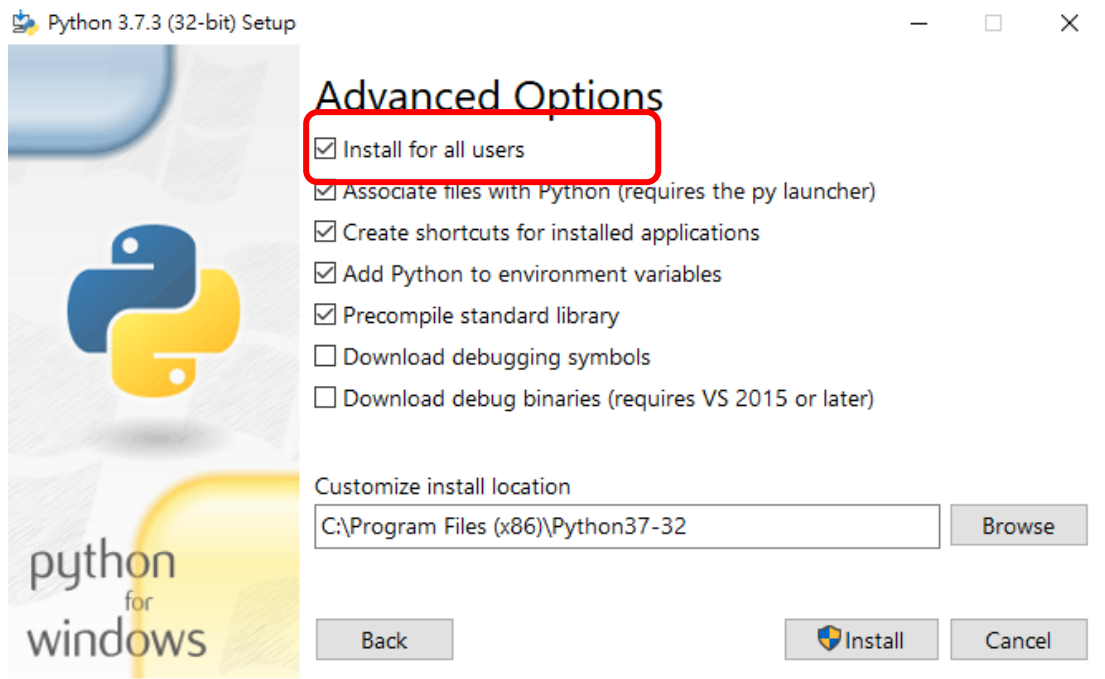 Python 3.7.3 (32-bit) Setup
Advanced Options
Install for all users
Associate files with Python (requires the py launcher)
Create shortcuts for installed applications
Add Python to environment variables
Precompile standard library
Download debugging symbols
Download debug binaries (requires VS 2015 or later)
Customize install location
C:\Program Files (x86)\Python37-32
Browse
python
for
windows
Back
Install
Cancel